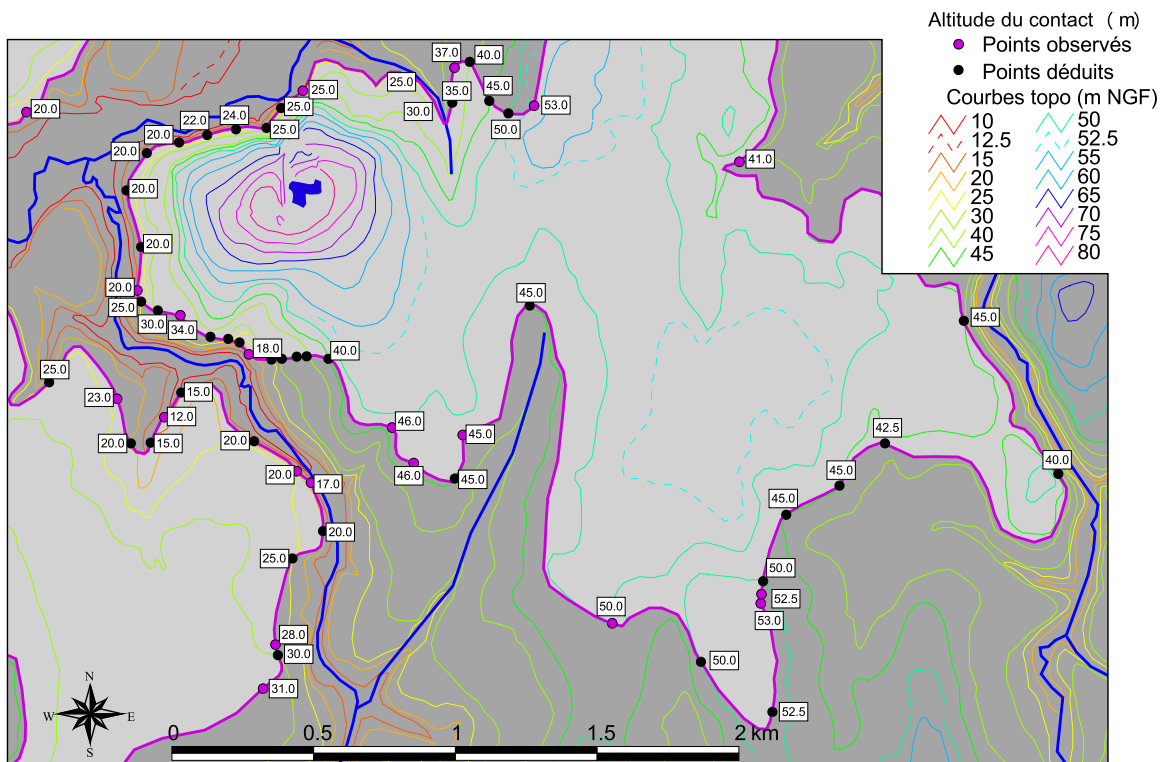 Altitude du contact ( m)
Points observés
Points déduits
Courbes topo (m NGF)
10 50
12.5 52.5
15 55
20 60
25 65
30 70
40 75
45 80
37.0 40.0
25.0 25.0 45.0
20.0 25.0 30.0 35.0 53.0
22.0 24.0 50.0
20.0 25.0
20.0 41.0
20.0
20.0
20.0 45.0
25.0
30.0 34.0 45.0
18.0 40.0
25.0
23.0 15.0
12.0 46.0 42.5
20.0 15.0 20.0 45.0
20.0 46.0 45.0 40.0
17.0 45.0 45.0
20.0
25.0
50.0
50.0 52.5
53.0
28.0
30.0 50.0
31.0
52.5
N
W E
S
0 0.5 1 1.5 2 km